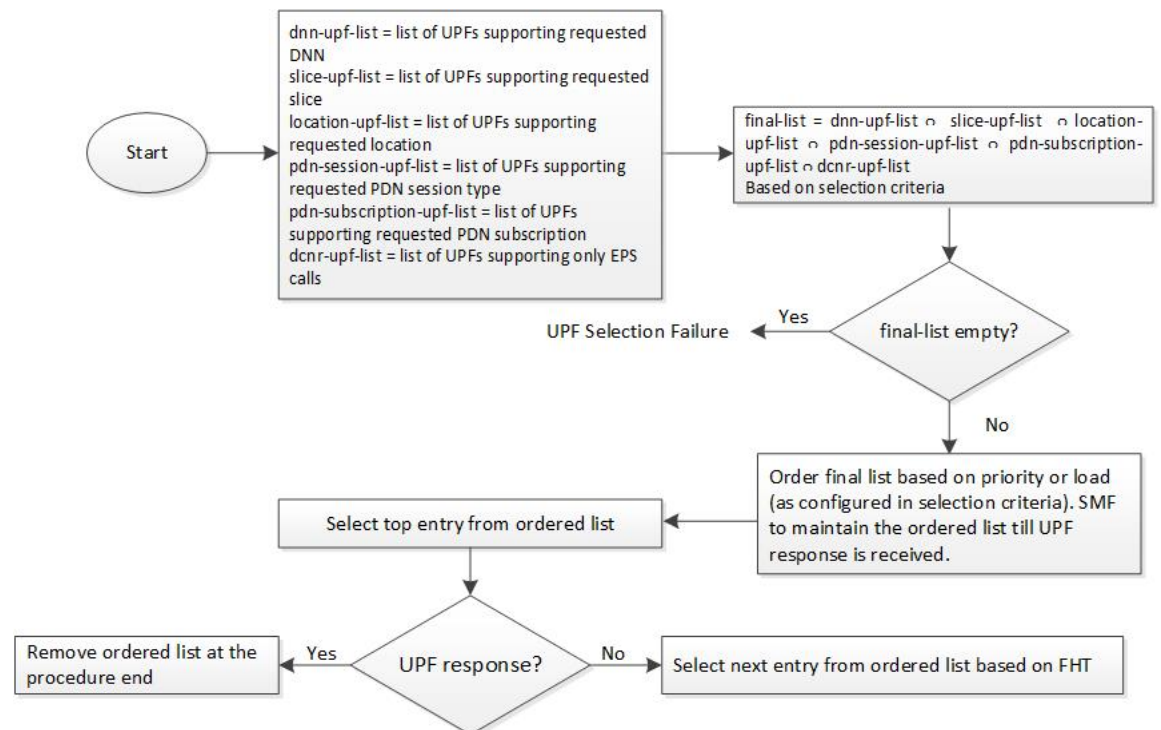 Start
dnn-upf-list = list of UPFs supporting requested
DNN
slice-upf-list = list of UPFs supporting requested
slice
location-upf-list = list of UPFs supporting
requested location
pdn-session-upf-list = list of UPFs supporting
requested PDN session type
pdn-subscription-upf-list = list of UPFs
supporting requested PDN subscription
dcnr-upf-list = list of UPFs supporting only EPS
calls
final-list = dnn-upf-list ∩ slice-upf-list ∩ location-
upf-list ∩ pdn-session-upf-list ∩ pdn-subscription-
upf-list ∩ dcnr-upf-list
Based on selection criteria
final-list empty?
Yes
UPF Selection Failure
No
Order final list based on priority or load
(as configured in selection criteria). SMF
to maintain the ordered list till UPF
response is received.
Select top entry from ordered list
UPF response?
Yes
Remove ordered list at the
procedure end
No
Select next entry from ordered list based on FHT